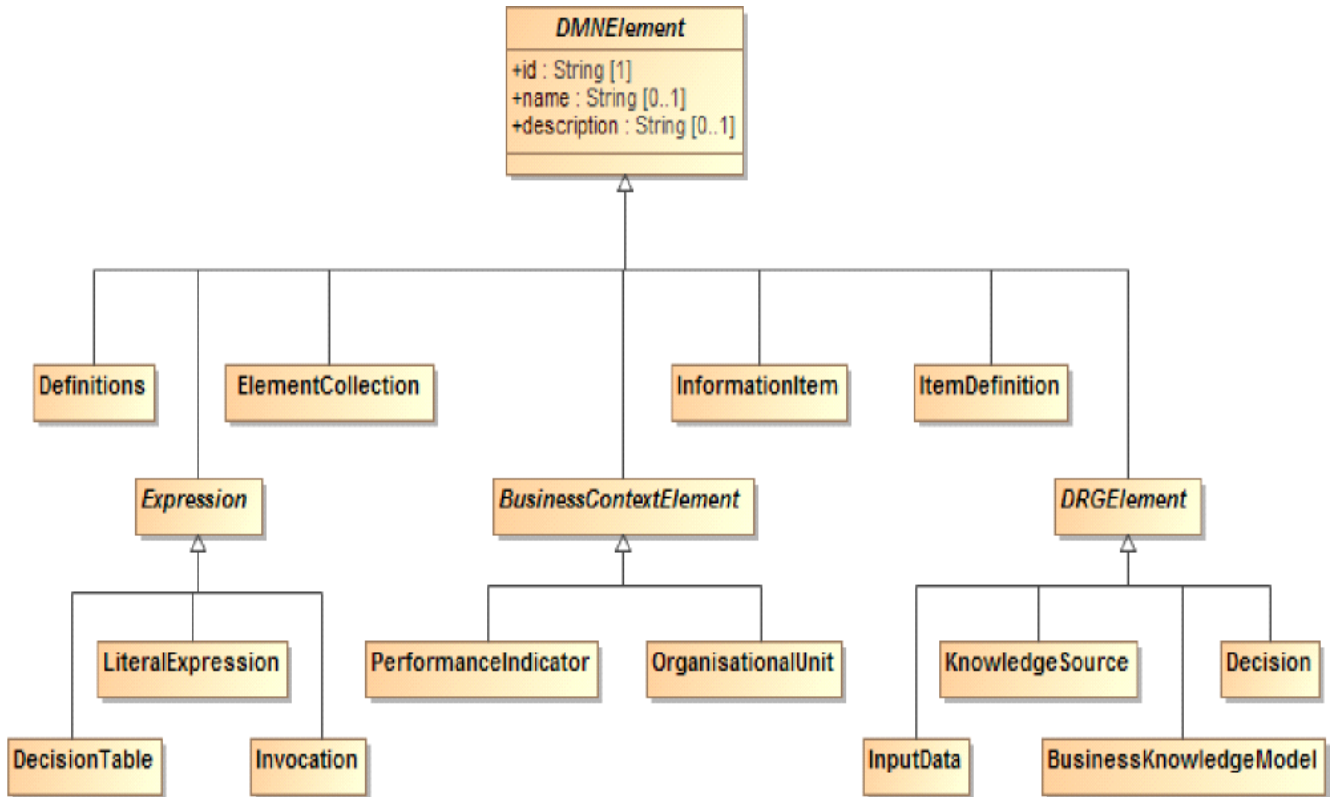 DMNElement
+id : String [1]
+name : String [0..1]
+description : String [0..1]
Definitions
ElementCollection
InformationItem
ItemDefinition
Expression
BusinessContextElement
DRGElement
LiteralExpression
PerformanceIndicator
OrganisationalUnit
KnowledgeSource
Decision
DecisionTable
Invocation
InputData
BusinessKnowledgeModel